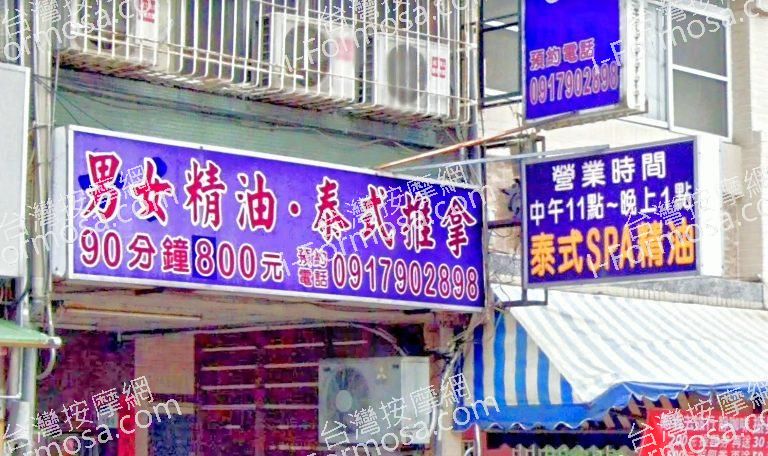 預約電話
0917902898
男女精油·泰式推拿
90分鐘800元 預約電話 0917902898
營業時間
中午11點~晚上1點
泰式SPA精油
台灣按摩網
i-Formosa.com